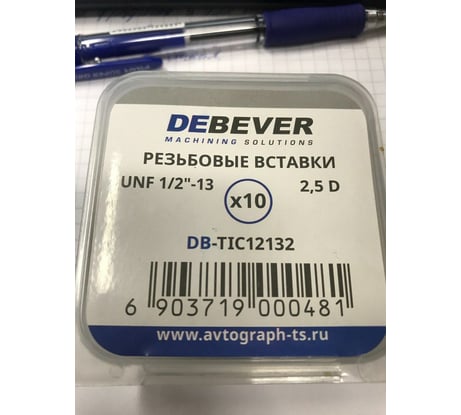 DEBEVER
MACHINING SOLUTIONS
РЕЗЬБОВЫЕ ВСТАВКИ
UNF 1/2"-13
x10
2,5 D
DB-TIC12132
6 903719 000481
www.avtograph-ts.ru